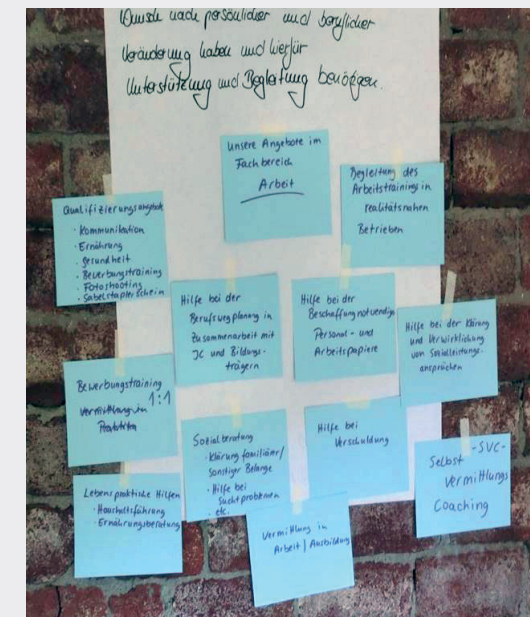 Wunsch nach persönlicher und beruflicher
Veränderung haben und hierfür
Unterstützung und Begleitung benötigen.
Unsere Angebote im
Fachbereich
Arbeit
Begleitung des
Arbeitstrainings in
realitätsnahen
Betrieben
Qualifizierungsangebote
· Kommunikation
· Ernährung
· Gesundheit
· Bewerbungstraining
· Fotoshooting
· Gabelstaplerschein
Hilfe bei der
Berufswegplanung in
Zusammenarbeit mit
JC und Bildungs-
trägern
Hilfe bei der
Beschaffung notwendige
Personal- und
Arbeitspapiere
Hilfe bei der Klärung
und Verwirklichung
von Sozialleistungs-
ansprüchen
Bewerbungstraining
1:1
Vermittlung in
Sozialberatung
· Klärung familiärer/
sonstiger Belange
· Hilfe bei
Suchtproblemen
· etc.
Hilfe bei
Verschuldung
-SVC-
Selbst
Vermittlungs
Coaching
Lebenspraktische Hilfen
· Haushaltsführung
· Ernährungsberatung
Vermittlung in
Arbeit | Ausbildung